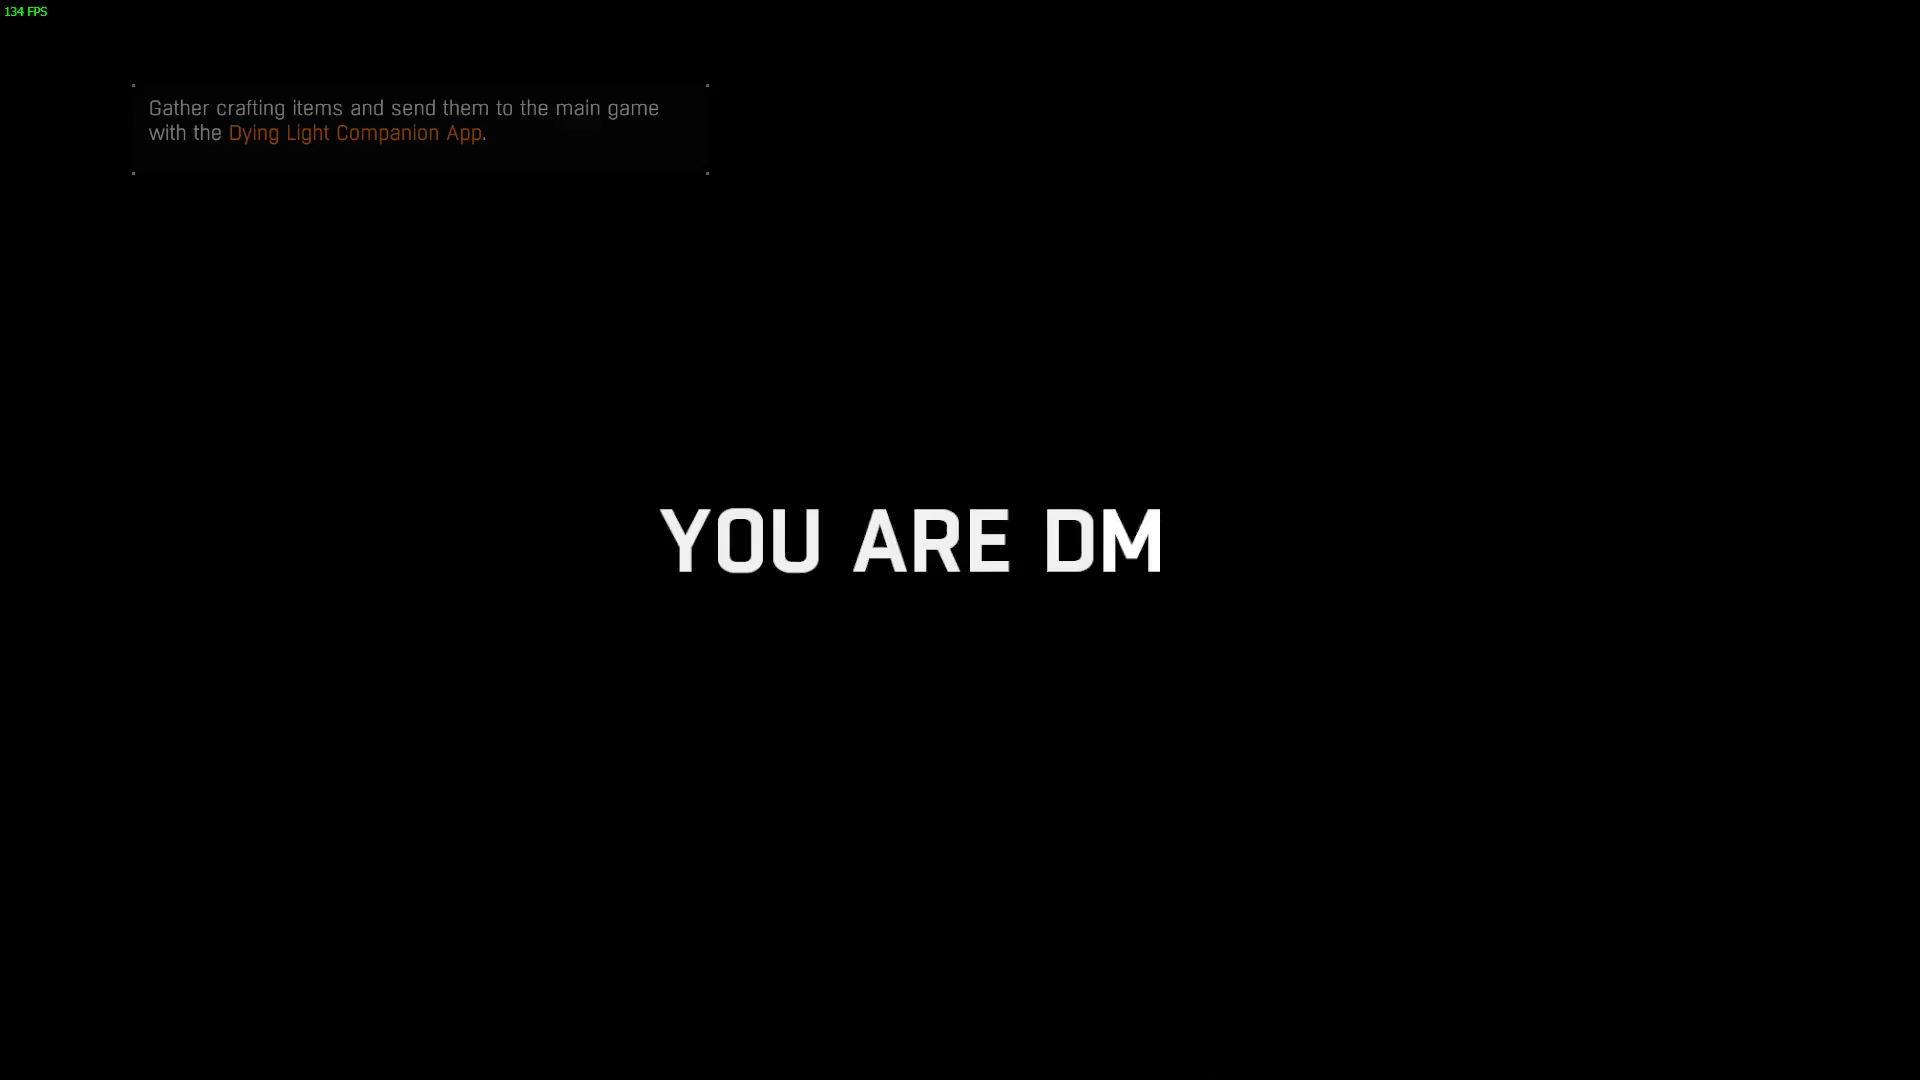 134 FPS
Gather crafting items and send them to the main game
with the Dying Light Companion App.
YOU ARE DM